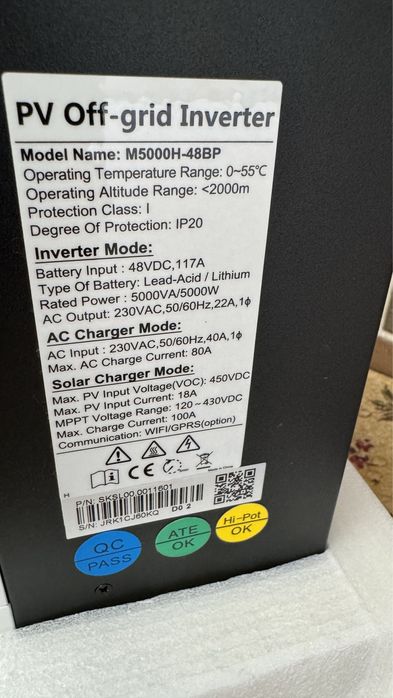 PV Off-grid Inverter
Model Name: M5000H-48BP
Operating Temperature Range: 0~55℃
Operating Altitude Range: <2000m
Protection Class: I
Degree Of Protection: IP20
Inverter Mode:
Battery Input : 48VDC,117A
Type Of Battery: Lead-Acid / Lithium
Rated Power : 5000VA/5000W
AC Output: 230VAC,50/60Hz,22A,1ϕ
AC Charger Mode:
AC Input : 230VAC,50/60Hz,40A,1ϕ
Max. AC Charge Current: 80A
Solar Charger Mode:
Max. PV Input Voltage(VOC): 450VDC
Max. PV Input Current: 18A
MPPT Voltage Range: 120~430VDC
Max. Charge Current: 100A
Communication: WIFI/GPRS(option)
CE
Made in China
H
P/N: SKSL00.0011601
S/N: JRK1CJ60KQ D0 2
QC
PASS
ATE
OK
Hi-Pot
OK